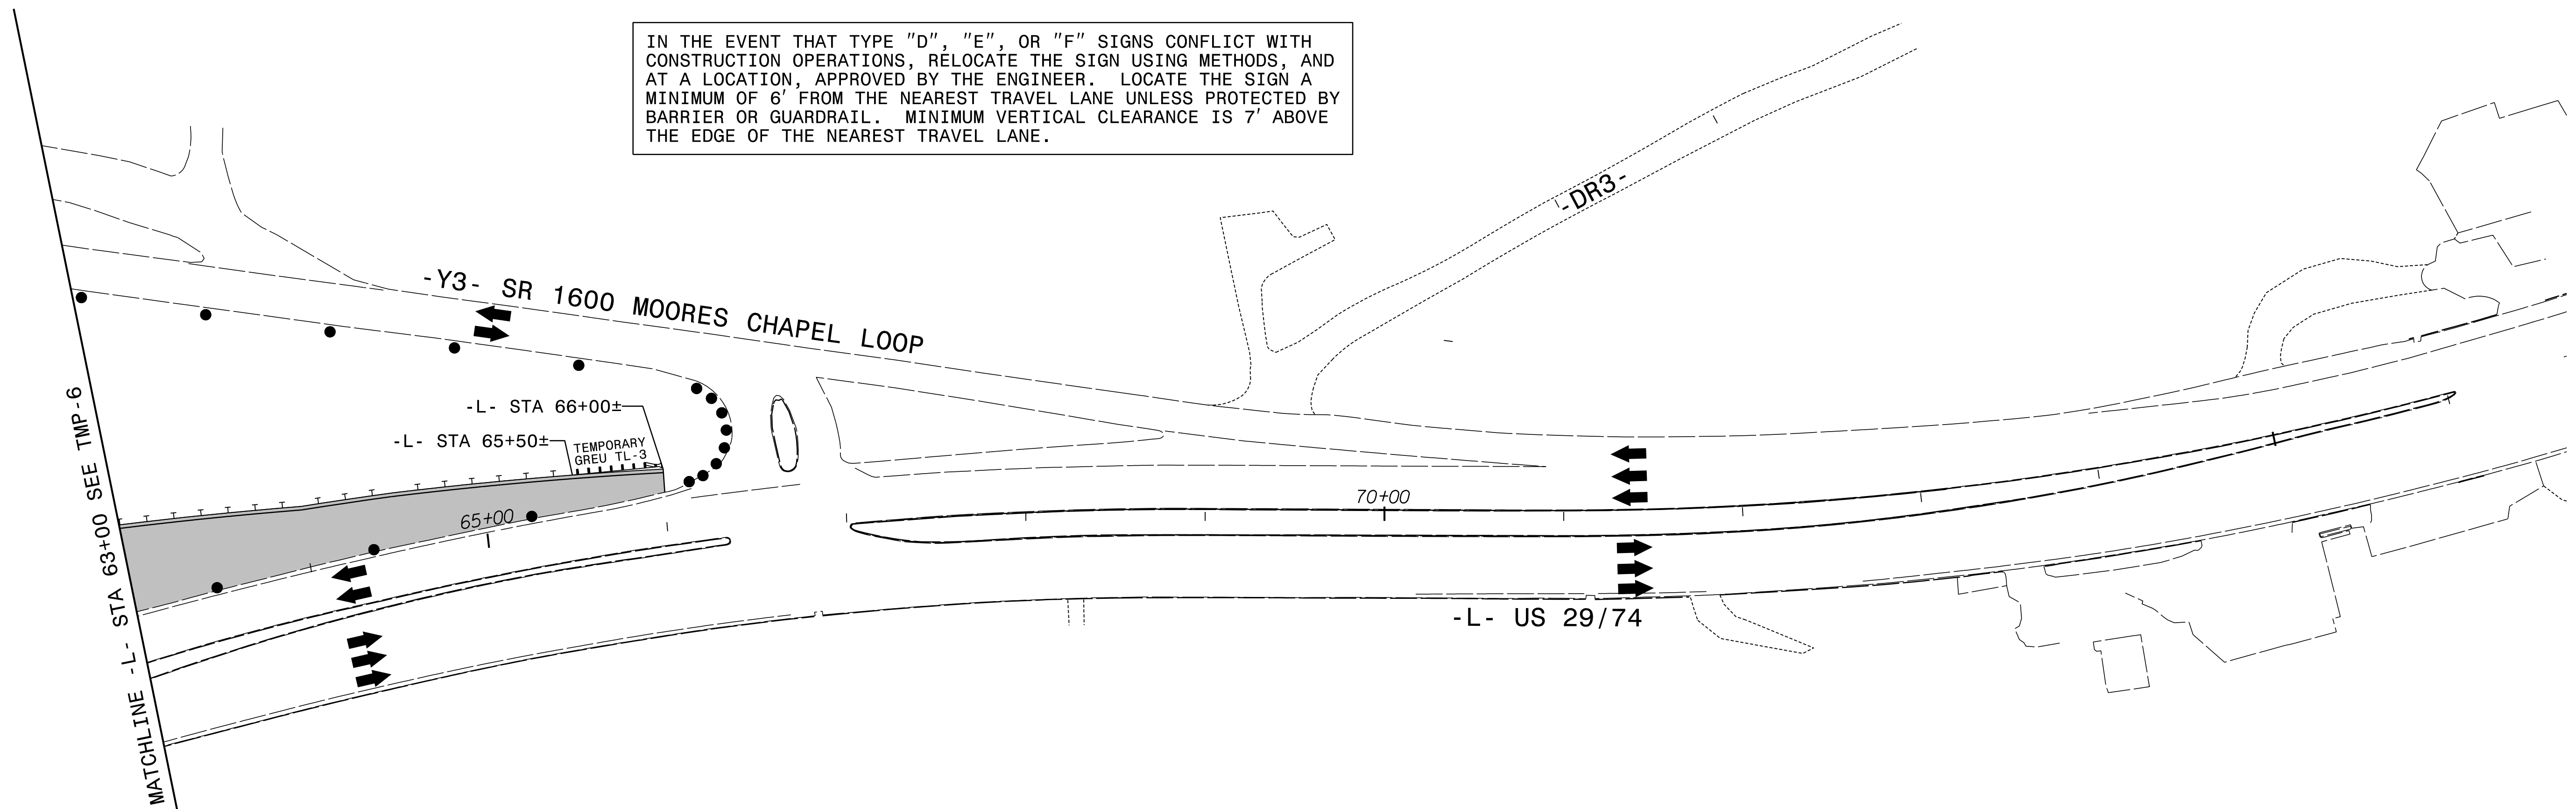 IN THE EVENT THAT TYPE "D", "E", OR "F" SIGNS CONFLICT WITH
CONSTRUCTION OPERATIONS, RELOCATE THE SIGN USING METHODS, AND
AT A LOCATION, APPROVED BY THE ENGINEER.  LOCATE THE SIGN A
MINIMUM OF 6' FROM THE NEAREST TRAVEL LANE UNLESS PROTECTED BY
BARRIER OR GUARDRAIL.  MINIMUM VERTICAL CLEARANCE IS 7' ABOVE
THE EDGE OF THE NEAREST TRAVEL LANE.
-DR3-
-Y3- SR 1600 MOORES CHAPEL LOOP
-L- STA 66+00±
-L- STA 65+50±
TEMPORARY
GREU TL-3
65+00
70+00
-L- US 29/74
MATCHLINE -L- STA 63+00 SEE TMP-6